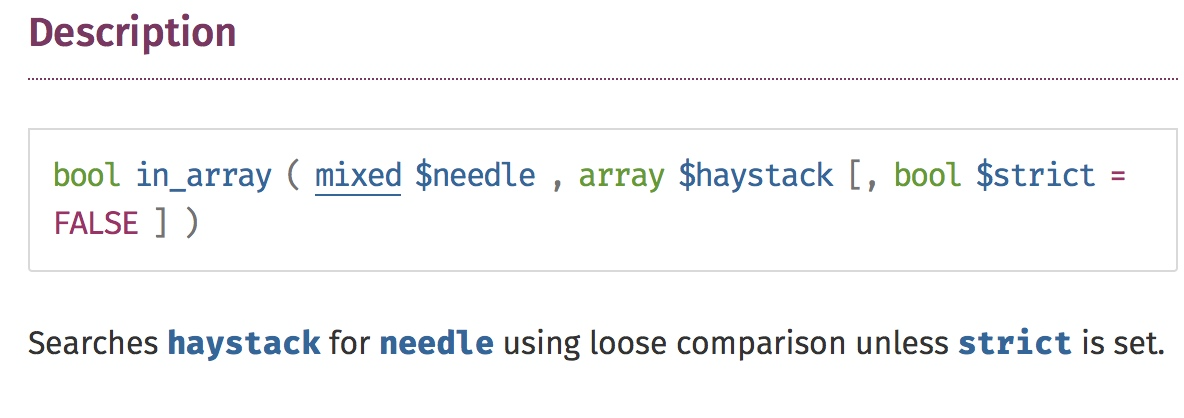 Description
bool in_array ( mixed $needle , array $haystack [, bool $strict =
FALSE ] )
Searches haystack for needle using loose comparison unless strict is set.